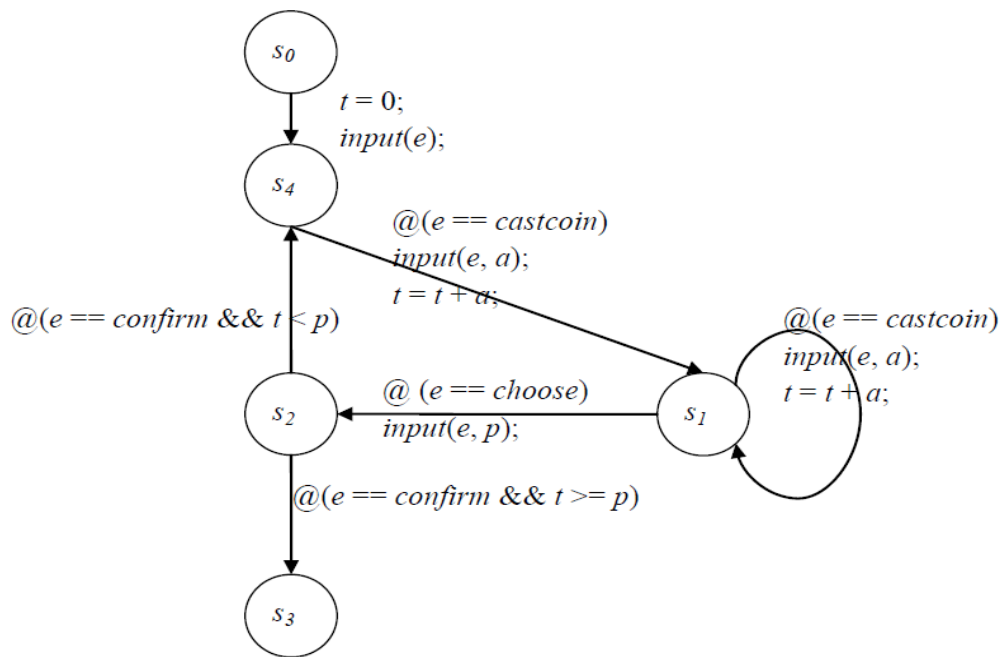 s0
t = 0;
input(e);
s4
@(e == castcoin)
input(e, a);
t = t + a;
@(e == confirm && t < p)
@(e == castcoin)
input(e, a);
t = t + a;
s2
@ (e == choose)
input(e, p);
s1
@(e == confirm && t >= p)
s3